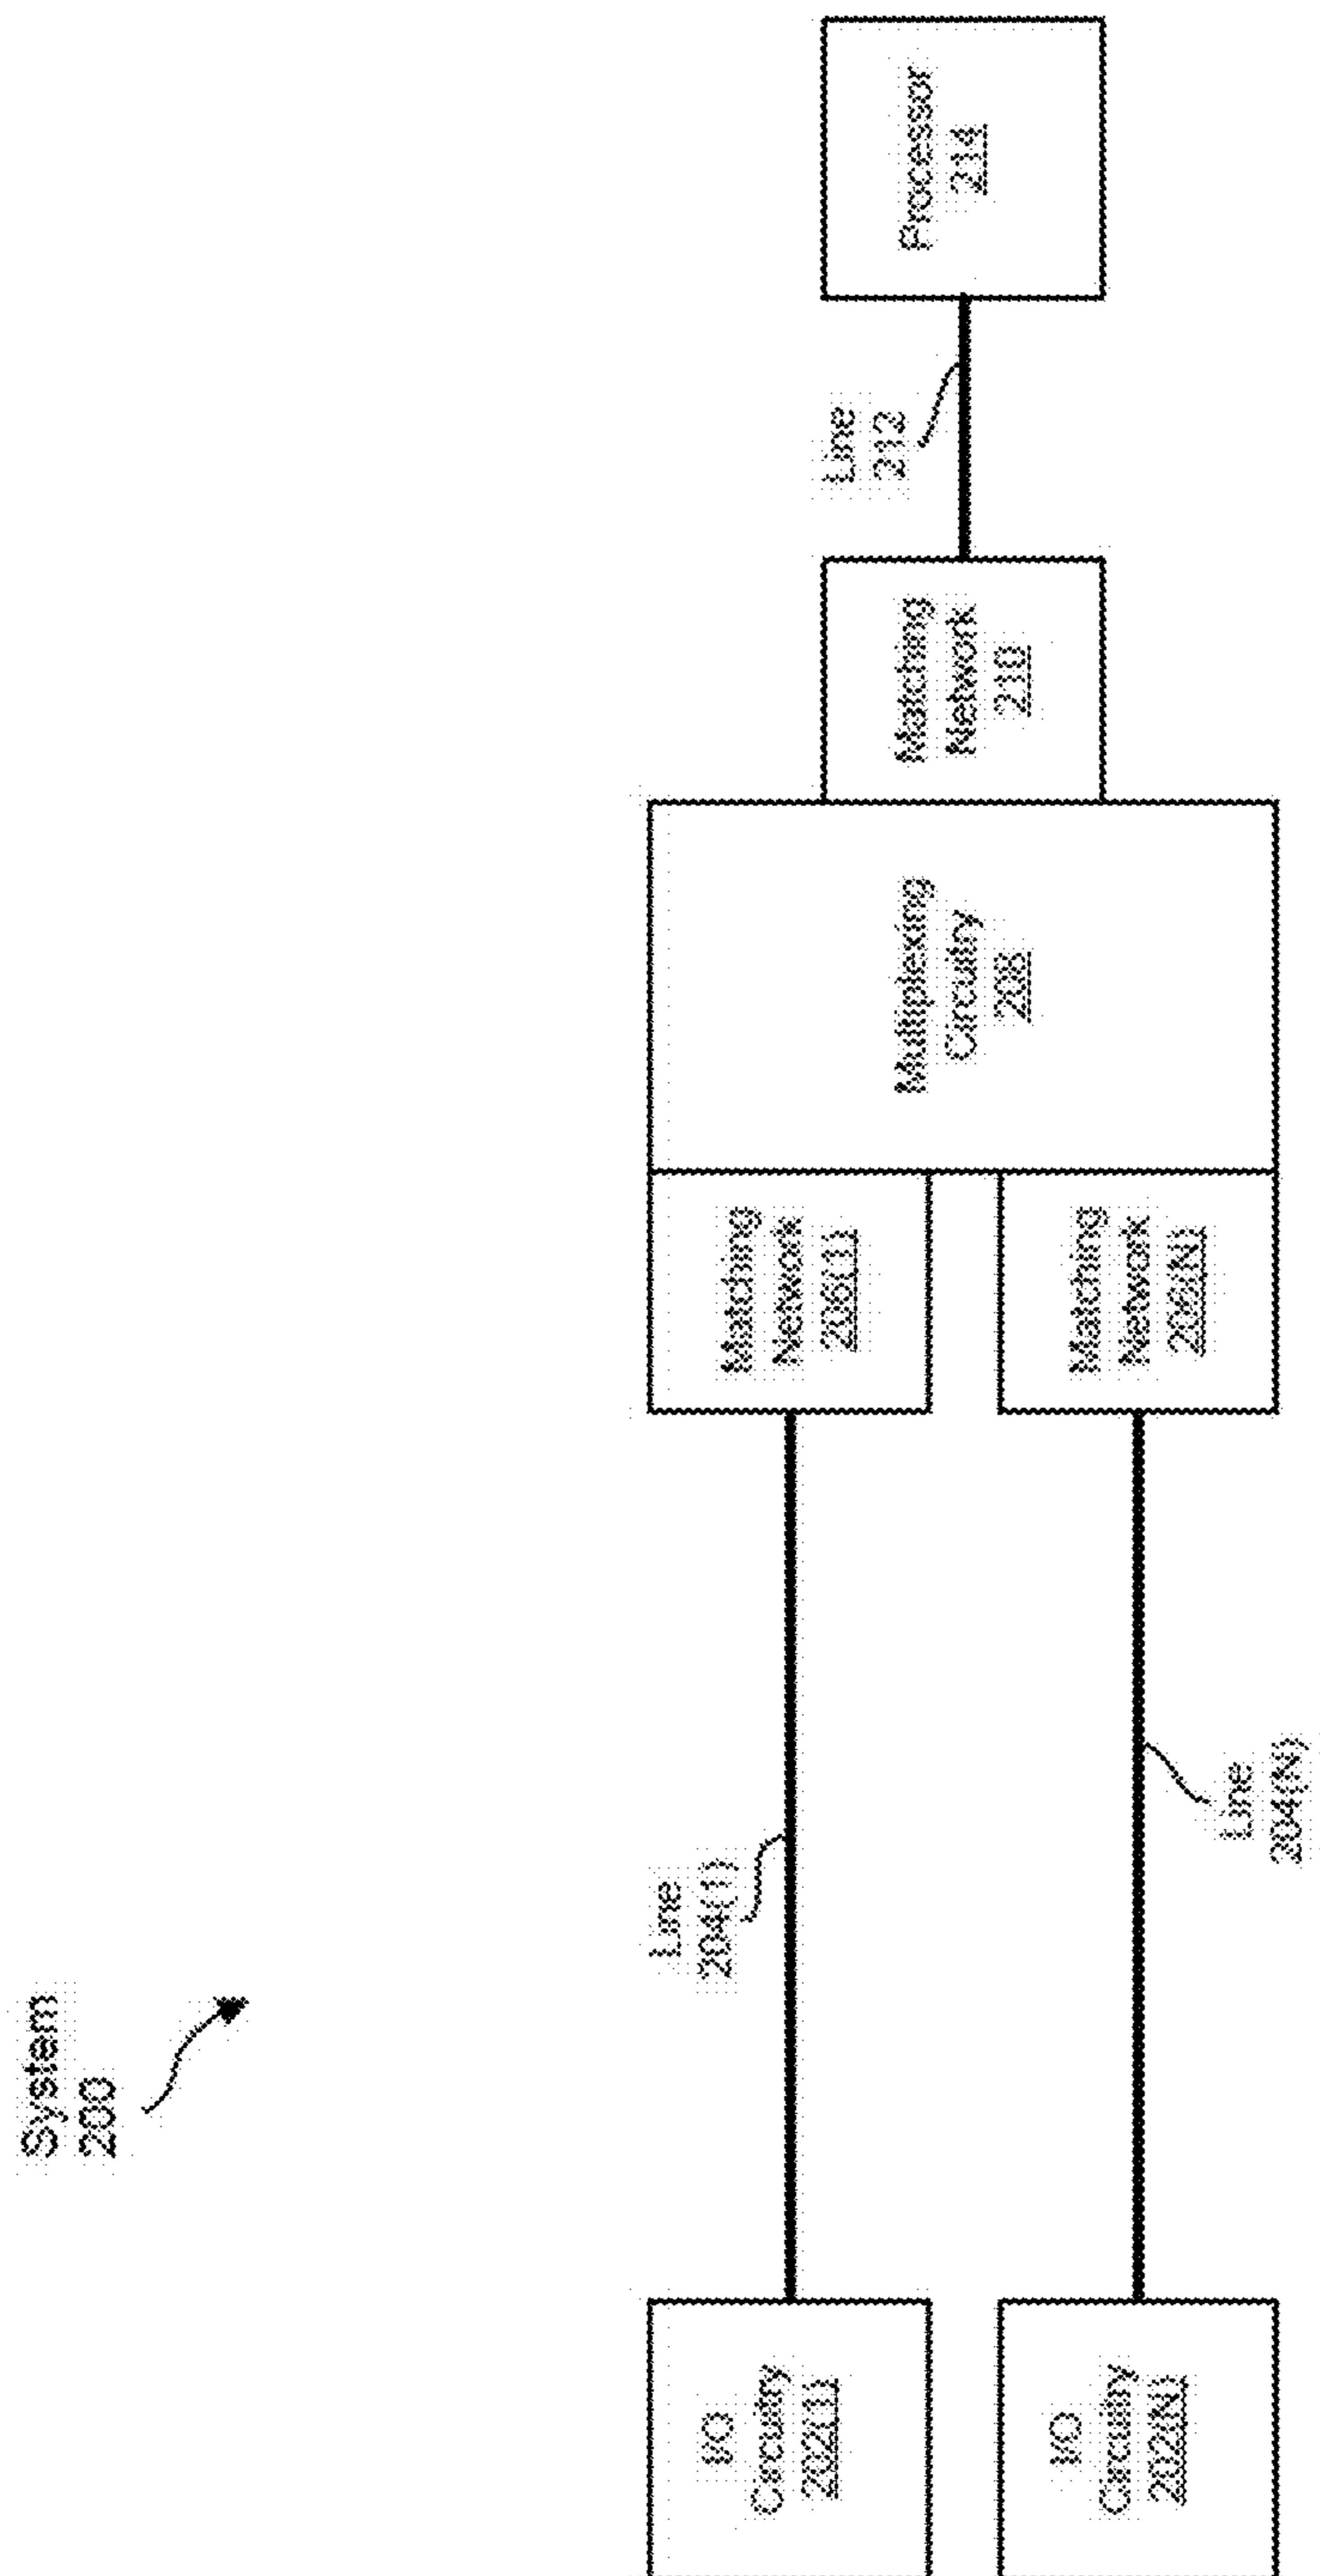 System
200
I/O
Circuitry
202(1)
Line
204(1)
Matching
Network
206(1)
Multiplexing
Circuitry
208
Matching
Network
210
Line
212
Processor
214
I/O
Circuitry
202(N)
Line
204(N)
Matching
Network
206(N)